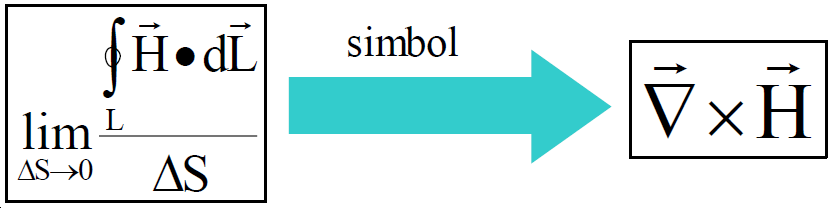 lim ΔS→0 ∮L H⃗ • dL⃗ / ΔS
simbol
∇⃗ × H⃗